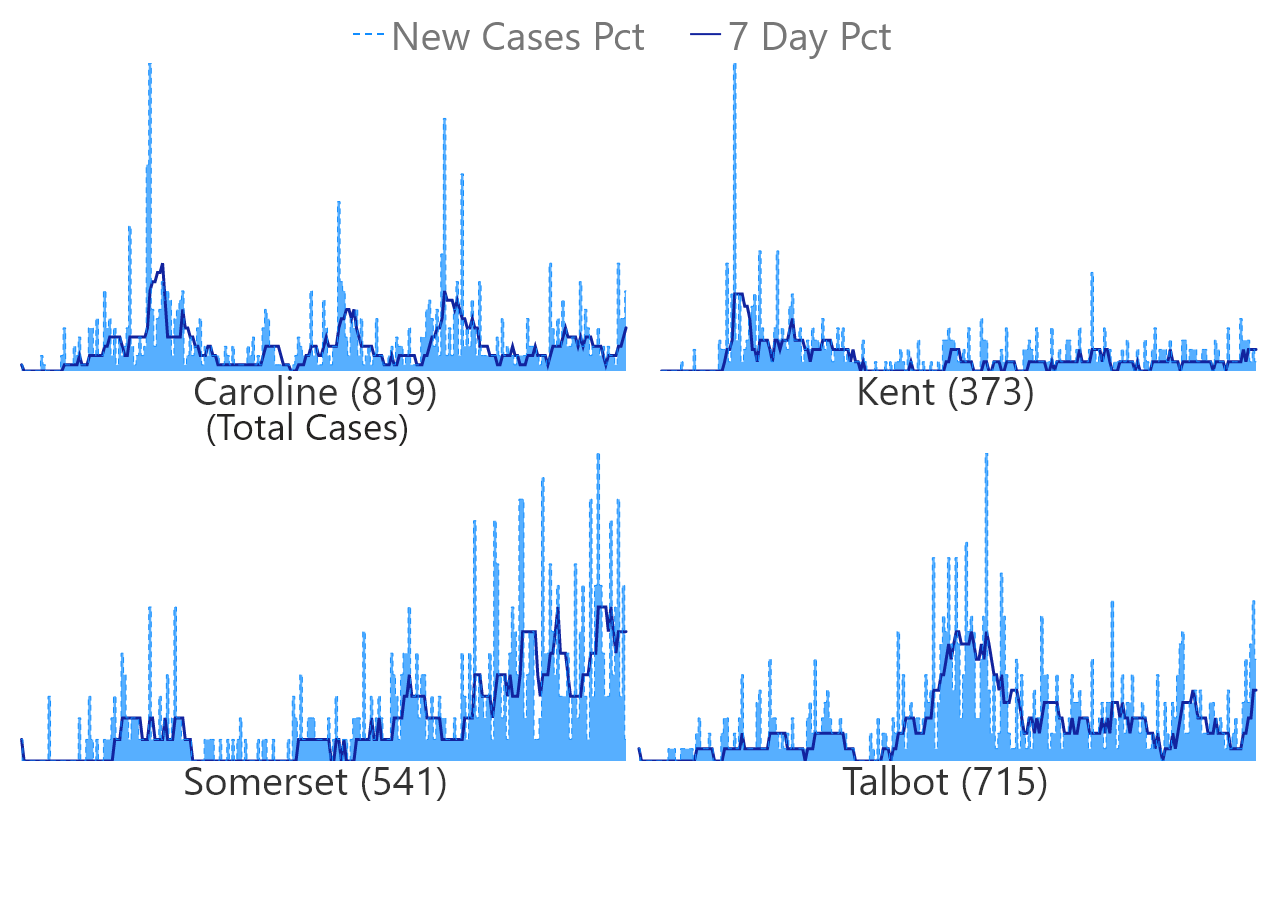 New Cases Pct 7 Day Pct
Caroline (819) Kent (373)
(Total Cases)
Somerset (541) Talbot (715)